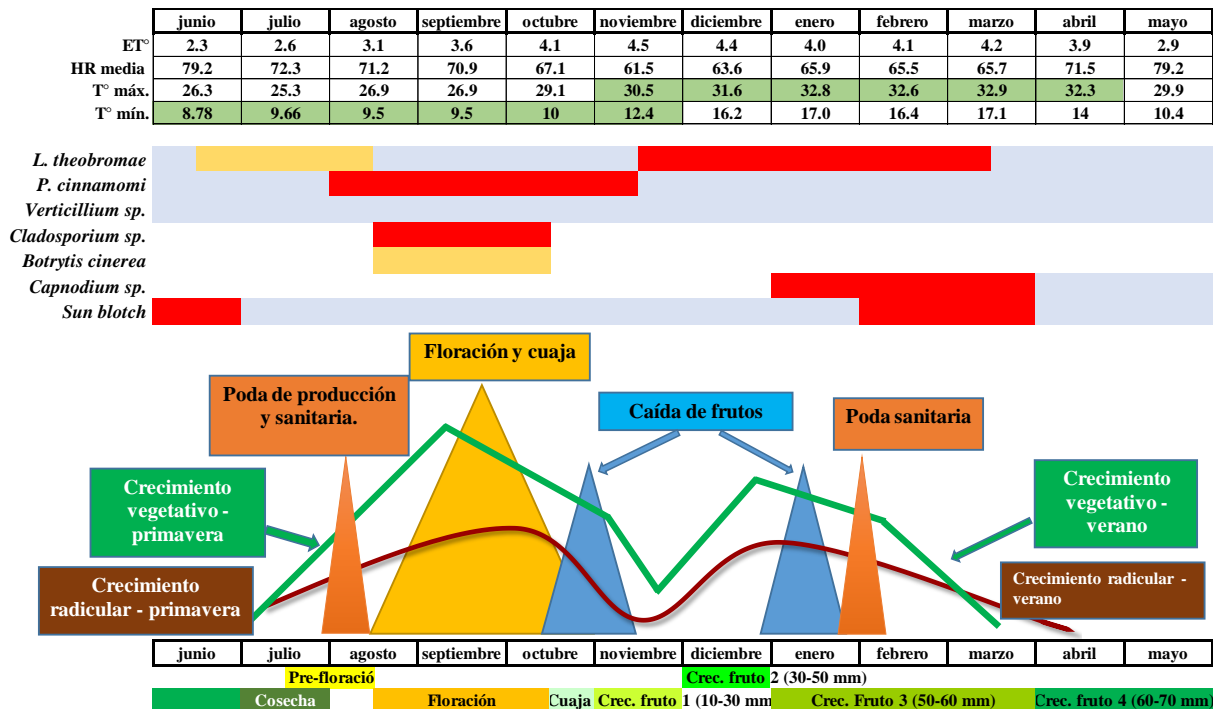 junio julio agosto septiembre octubre noviembre diciembre enero febrero marzo abril mayo
ET° 2.3 2.6 3.1 3.6 4.1 4.5 4.4 4.0 4.1 4.2 3.9 2.9
HR media 79.2 72.3 71.2 70.9 67.1 61.5 63.6 65.9 65.5 65.7 71.5 79.2
T° máx. 26.3 25.3 26.9 26.9 29.1 30.5 31.6 32.8 32.6 32.9 32.3 29.9
T° mín. 8.78 9.66 9.5 9.5 10 12.4 16.2 17.0 16.4 17.1 14 10.4
L. theobromae
P. cinnamomi
Verticillium sp.
Cladosporium sp.
Botrytis cinerea
Capnodium sp.
Sun blotch
Floración y cuaja
Poda de producción
y sanitaria.
Caída de frutos
Poda sanitaria
Crecimiento
vegetativo -
primavera
Crecimiento
vegetativo -
verano
Crecimiento
radicular - primavera
Crecimiento radicular -
verano
junio julio agosto septiembre octubre noviembre diciembre enero febrero marzo abril mayo
Pre-floració Crec. fruto 2 (30-50 mm)
Cosecha Floración Cuaja Crec. fruto 1 (10-30 mm Crec. Fruto 3 (50-60 mm) Crec. fruto 4 (60-70 mm)